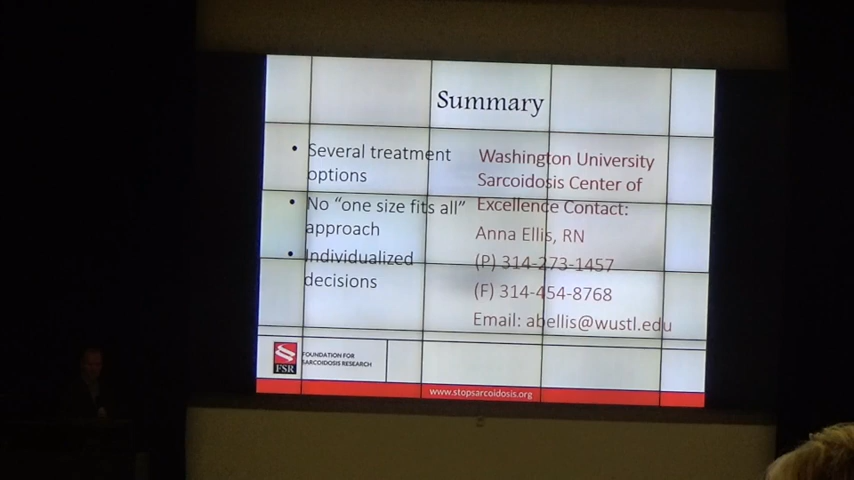 Summary
• Several treatment
options
• No “one size fits all”
approach
• Individualized
decisions
Washington University
Sarcoidosis Center of
Excellence Contact:
Anna Ellis, RN
(P) 314-273-1457
(F) 314-454-8768
Email: abellis@wustl.edu
FSR
FOUNDATION FOR
SARCOIDOSIS RESEARCH
www.stopsarcoidosis.org